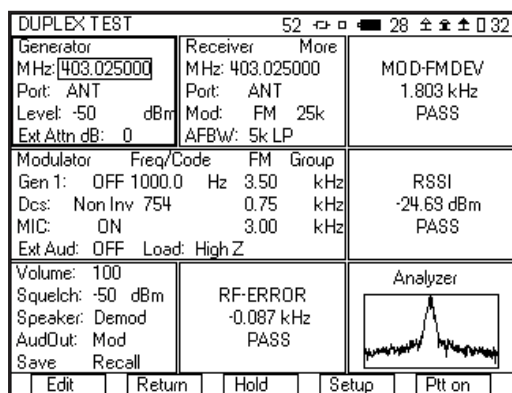 DUPLEX TEST 52 28 32
Generator
MHz: 403.025000
Port: ANT
Level: -50 dBm
Ext Attn dB: 0
Receiver More
MHz: 403.025000
Port: ANT
Mod: FM 25k
AFBW: 5k LP
MOD-FM DEV
1.803 kHz
PASS
Modulator Freq/Code FM Group
Gen 1: OFF 1000.0 Hz 3.50 kHz
Dcs: Non Inv 754 0.75 kHz
MIC: ON 3.00 kHz
Ext Aud: OFF Load: High Z
RSSI
-24.69 dBm
PASS
Volume: 100
Squelch: -50 dBm
Speaker: Demod
AudOut: Mod
Save Recall
RF-ERROR
-0.087 kHz
PASS
Analyzer
Edit Return Hold Setup Ptt on